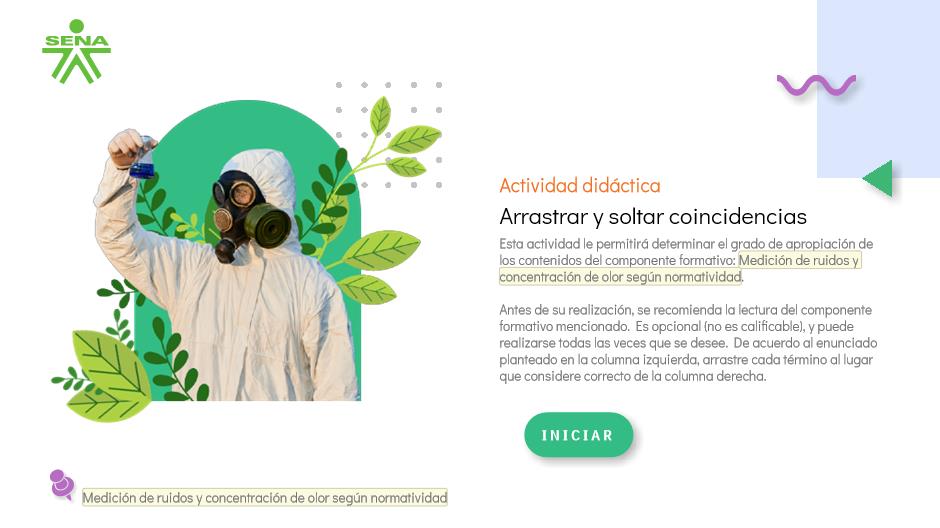 SENA
Actividad didáctica
Arrastrar y soltar coincidencias
Esta actividad le permitirá determinar el grado de apropiación de
los contenidos del componente formativo: Medición de ruidos y
concentración de olor según normatividad.
Antes de su realización, se recomienda la lectura del componente
formativo mencionado. Es opcional (no es calificable), y puede
realizarse todas las veces que se desee. De acuerdo al enunciado
planteado en la columna izquierda, arrastre cada término al lugar
que considere correcto de la columna derecha.
INICIAR
Medición de ruidos y concentración de olor según normatividad